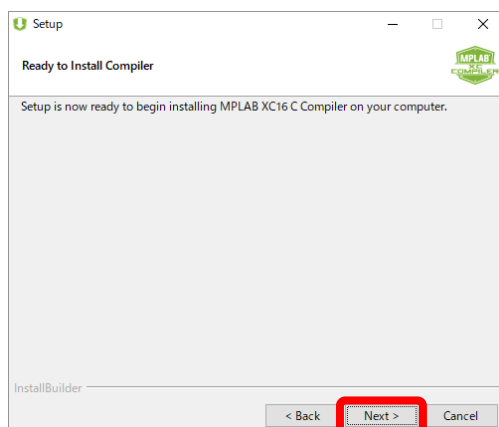 Setup
Ready to Install Compiler
MPLAB
XC
COMPILER
Setup is now ready to begin installing MPLAB XC16 C Compiler on your computer.
InstallBuilder
< Back
Next >
Cancel